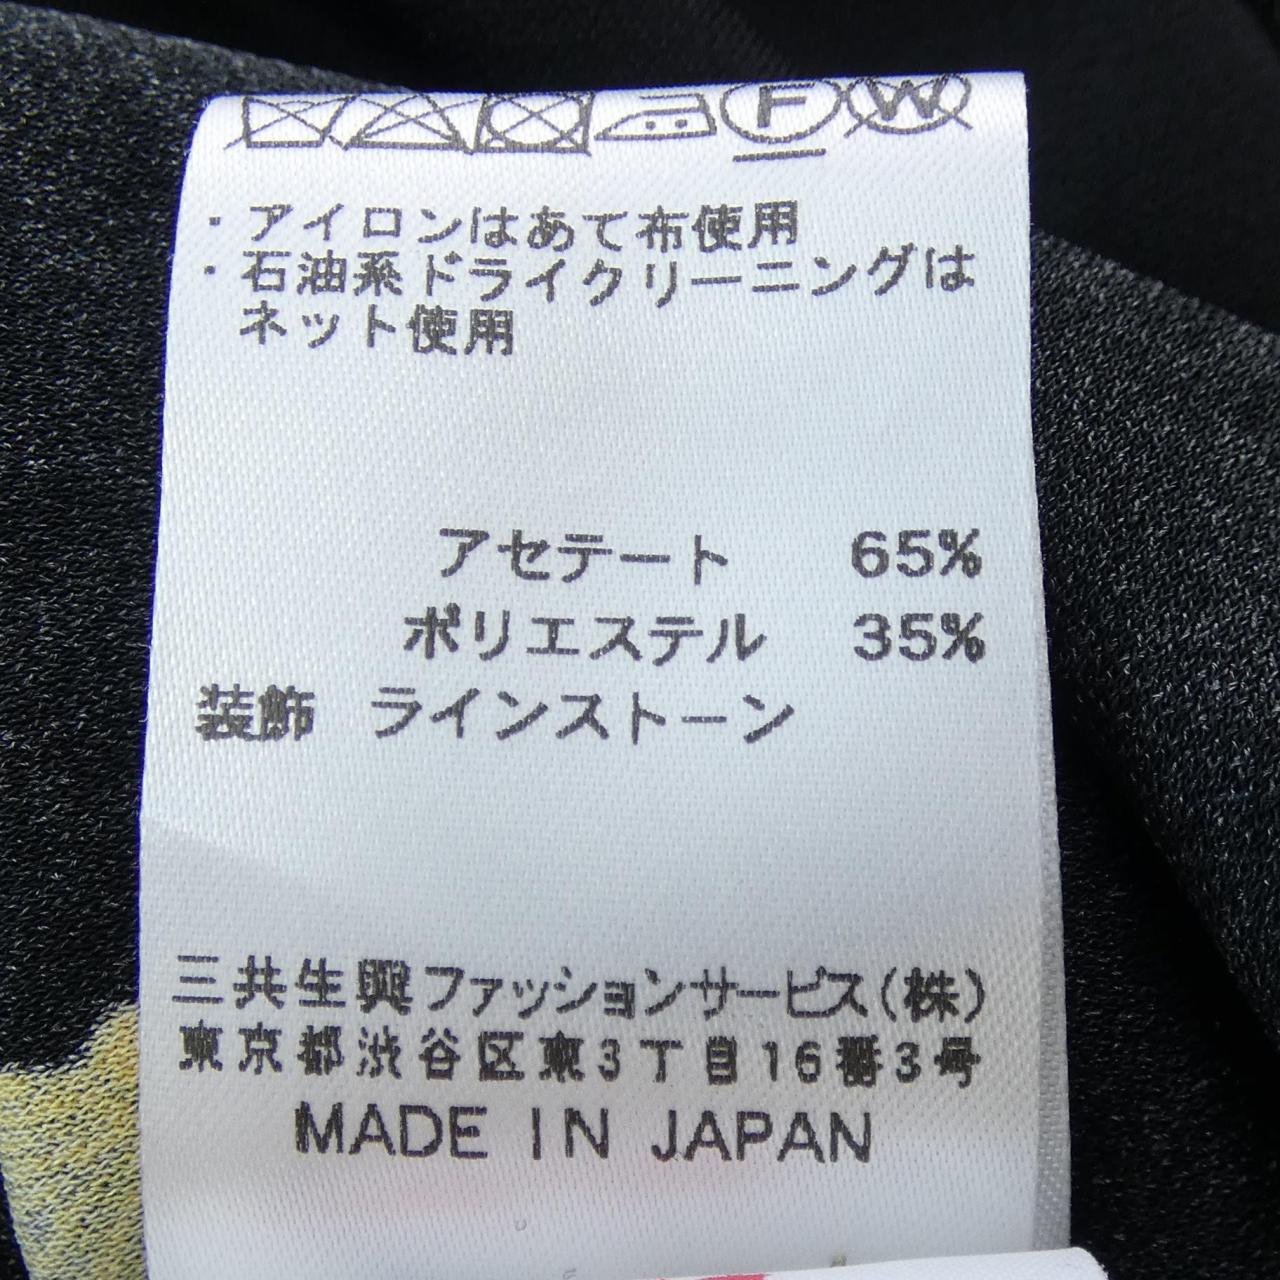 F W
・アイロンはあて布使用
・石油系ドライクリーニングは
ネット使用
アセテート 65%
ポリエステル 35%
装飾 ラインストーン
三共生興ファッションサービス(株)
東京都渋谷区東3丁目16番3号
MADE IN JAPAN